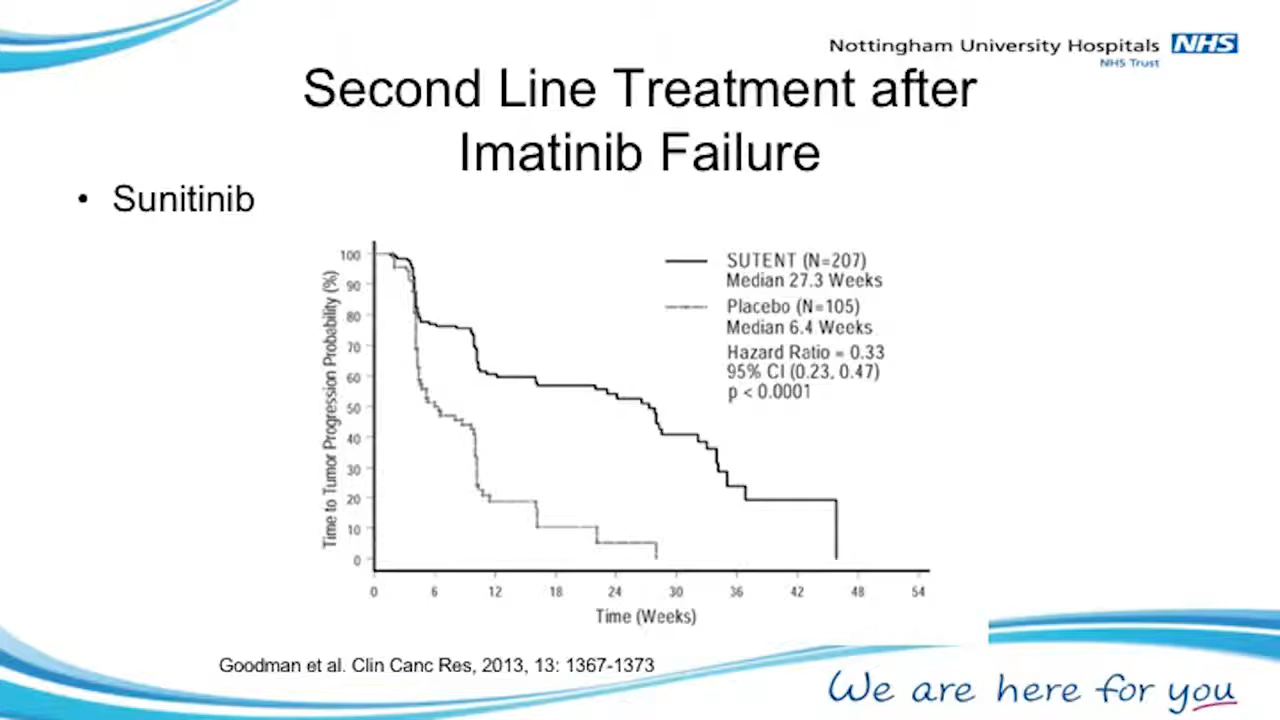 Nottingham University Hospitals NHS
NHS Trust
Second Line Treatment after
Imatinib Failure
• Sunitinib
SUTENT (N=207)
Median 27.3 Weeks
Placebo (N=105)
Median 6.4 Weeks
Hazard Ratio = 0.33
95% CI (0.23, 0.47)
p < 0.0001
Time to Tumor Progression Probability (%)
100
90
80
70
60
50
40
30
20
10
0
0 6 12 18 24 30 36 42 48 54
Time (Weeks)
Goodman et al. Clin Canc Res, 2013, 13: 1367-1373
We are here for you